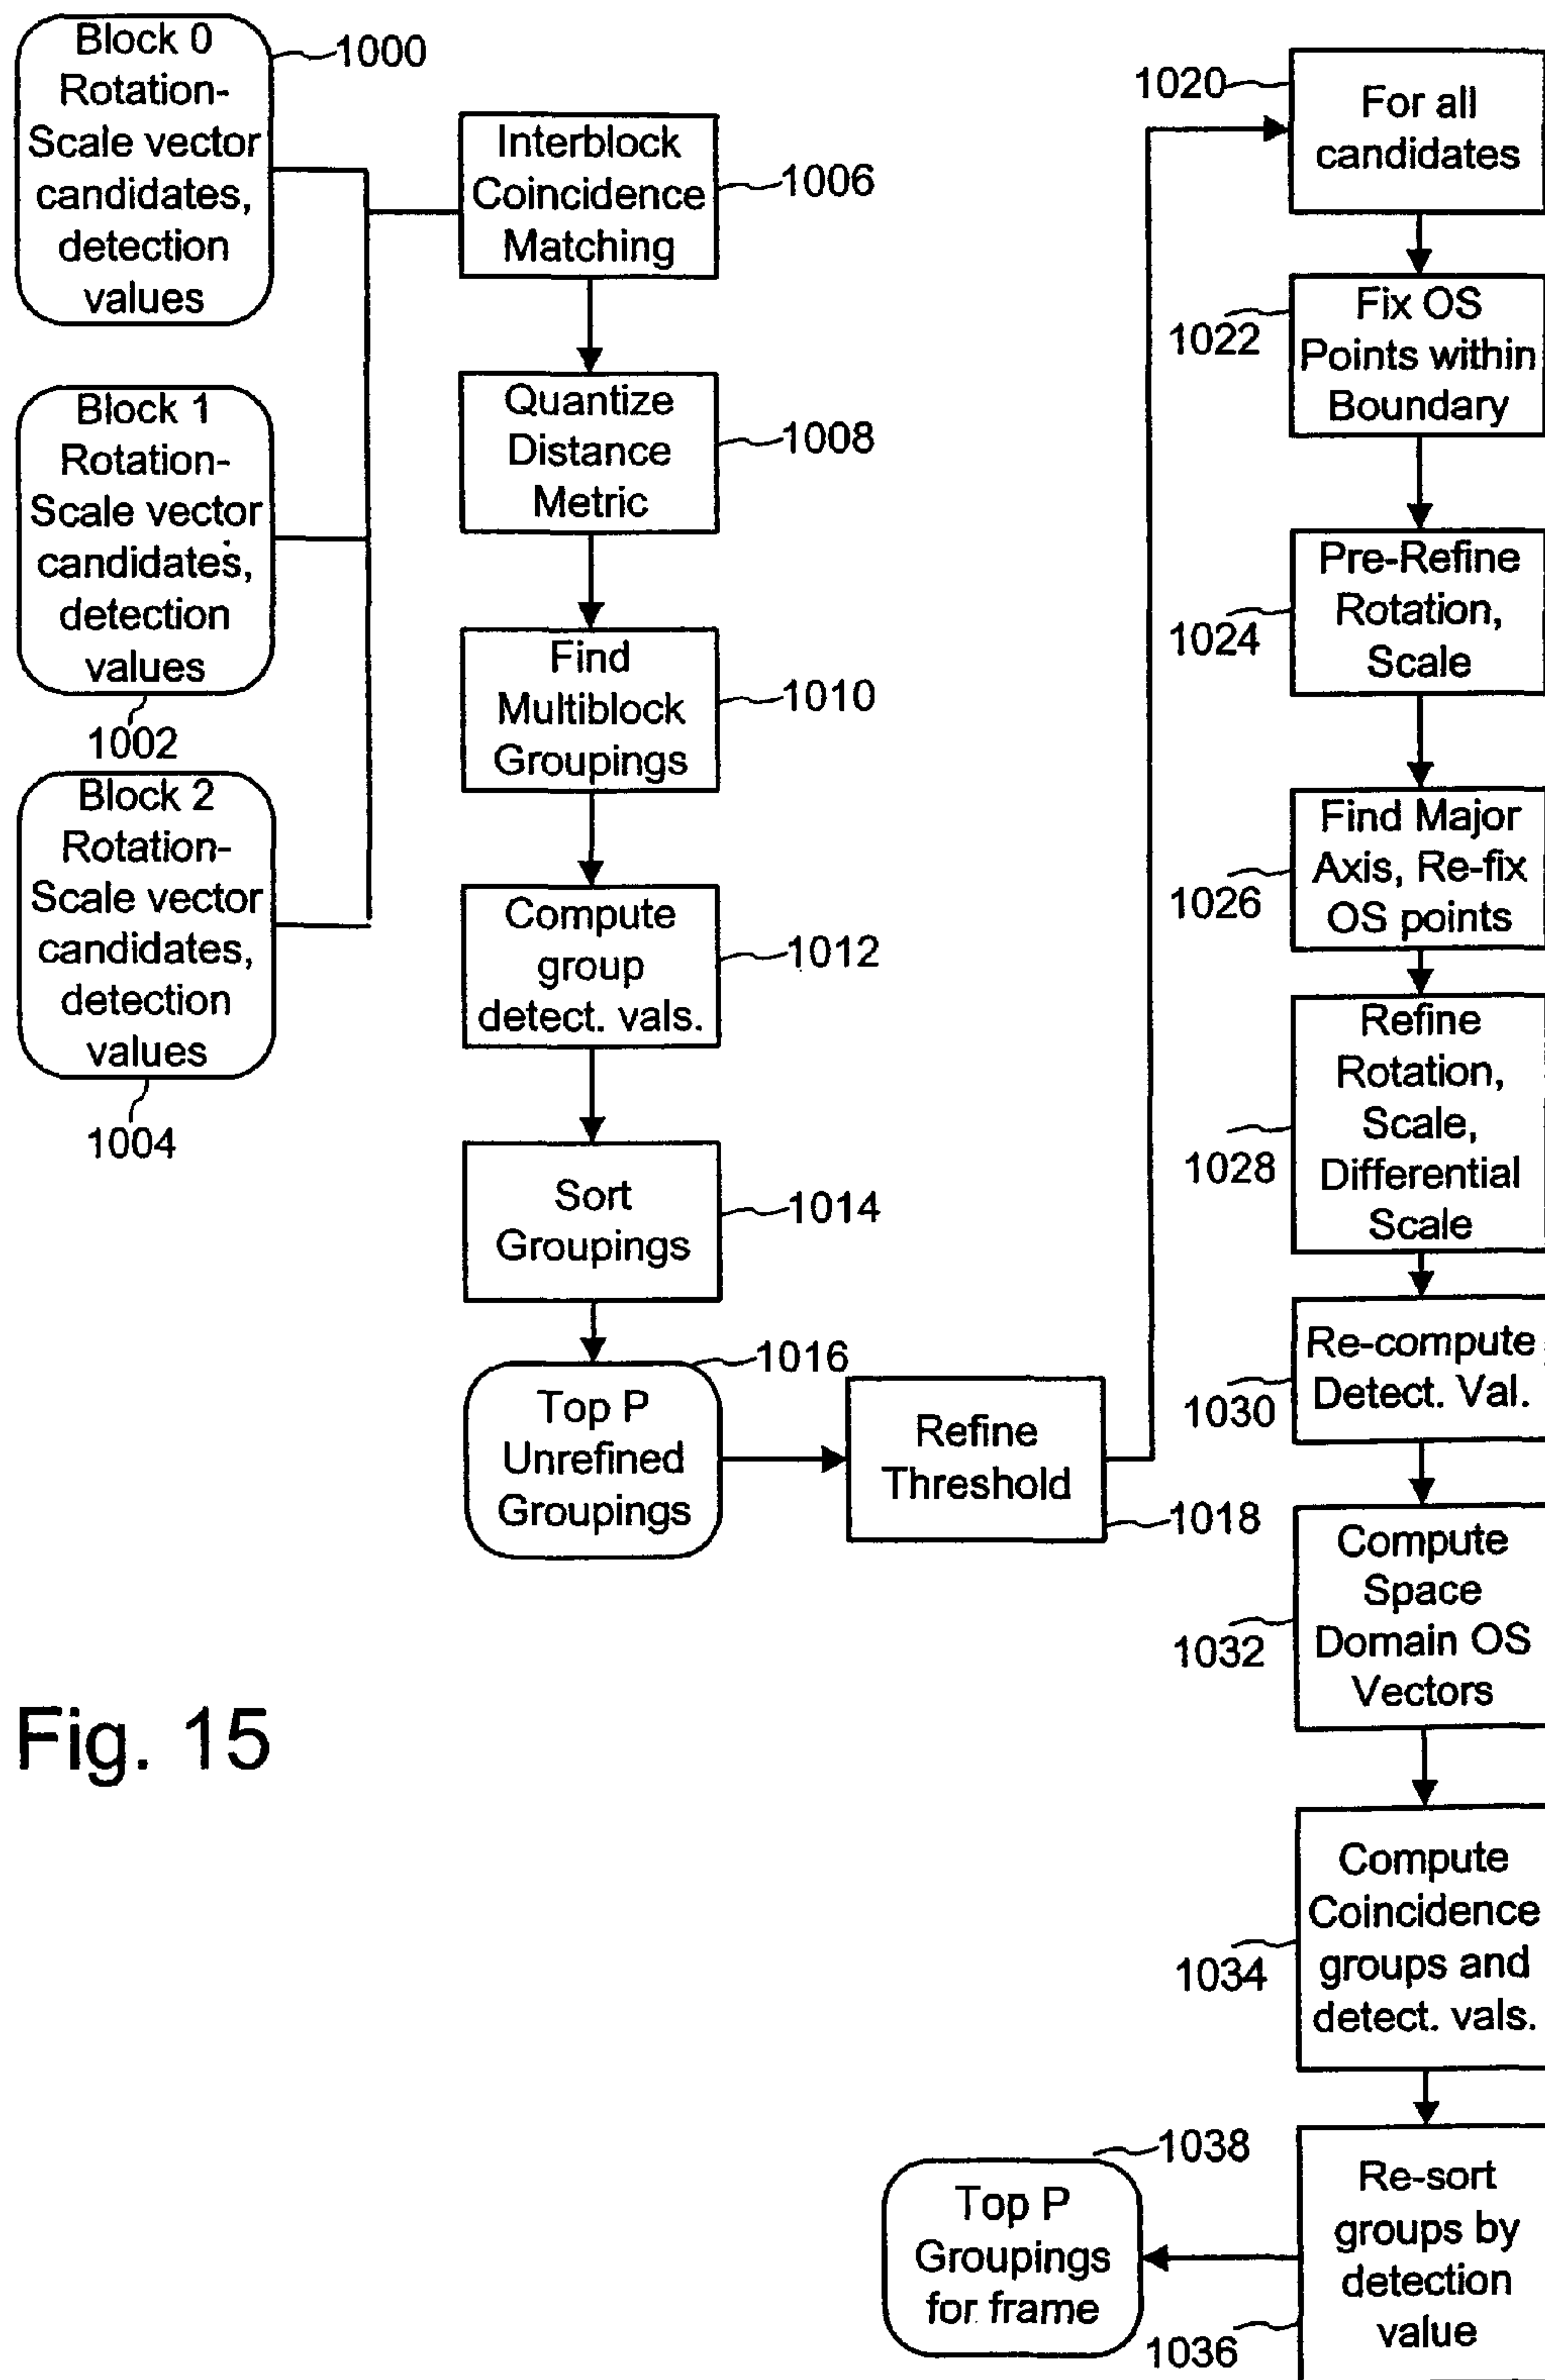 Block 0
Rotation-
Scale vector
candidates,
detection
values
1000
Block 1
Rotation-
Scale vector
candidates,
detection
values
1002
Block 2
Rotation-
Scale vector
candidates,
detection
values
1004
Interblock
Coincidence
Matching
1006
Quantize
Distance
Metric
1008
Find
Multiblock
Groupings
1010
Compute
group
detect. vals.
1012
Sort
Groupings
1014
Top P
Unrefined
Groupings
1016
Refine
Threshold
1018
1020
For all
candidates
1022
Fix OS
Points within
Boundary
1024
Pre-Refine
Rotation,
Scale
1026
Find Major
Axis, Re-fix
OS points
1028
Refine
Rotation,
Scale,
Differential
Scale
1030
Re-compute
Detect. Val.
1032
Compute
Space
Domain OS
Vectors
1034
Compute
Coincidence
groups and
detect. vals.
1036
Re-sort
groups by
detection
value
1038
Top P
Groupings
for frame
Fig. 15